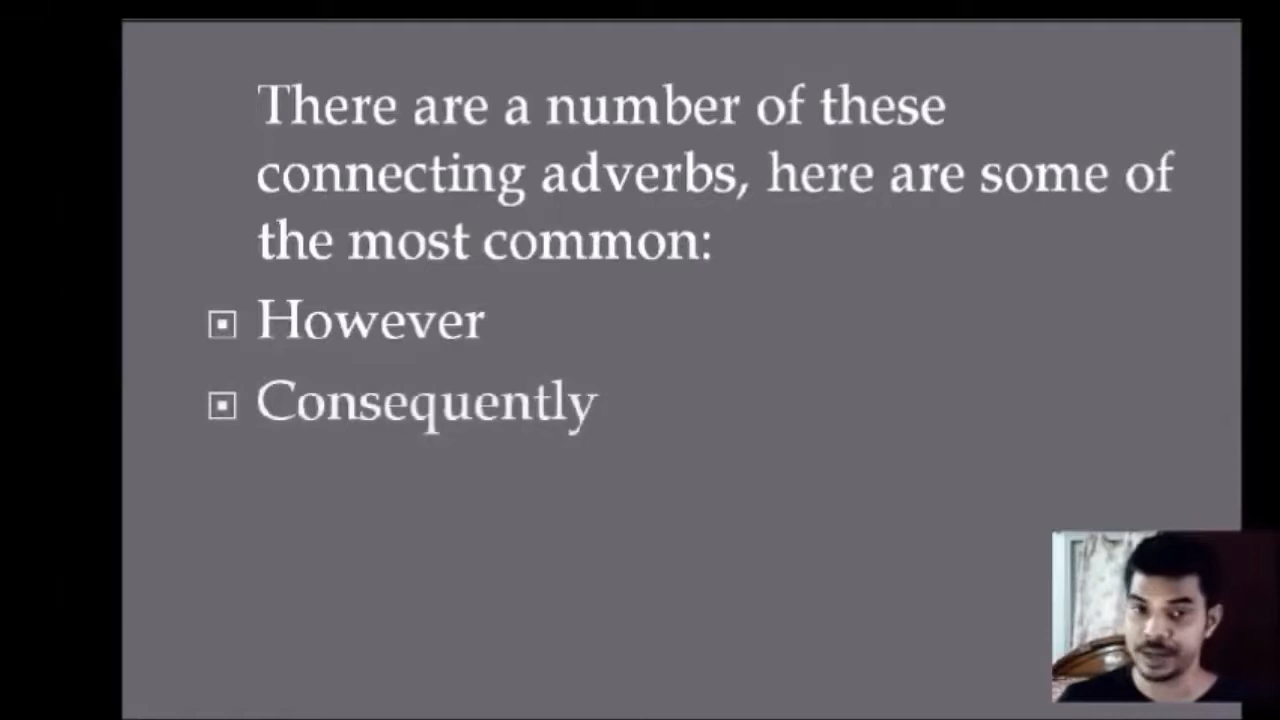 There are a number of these
connecting adverbs, here are some of
the most common:
However
Consequently